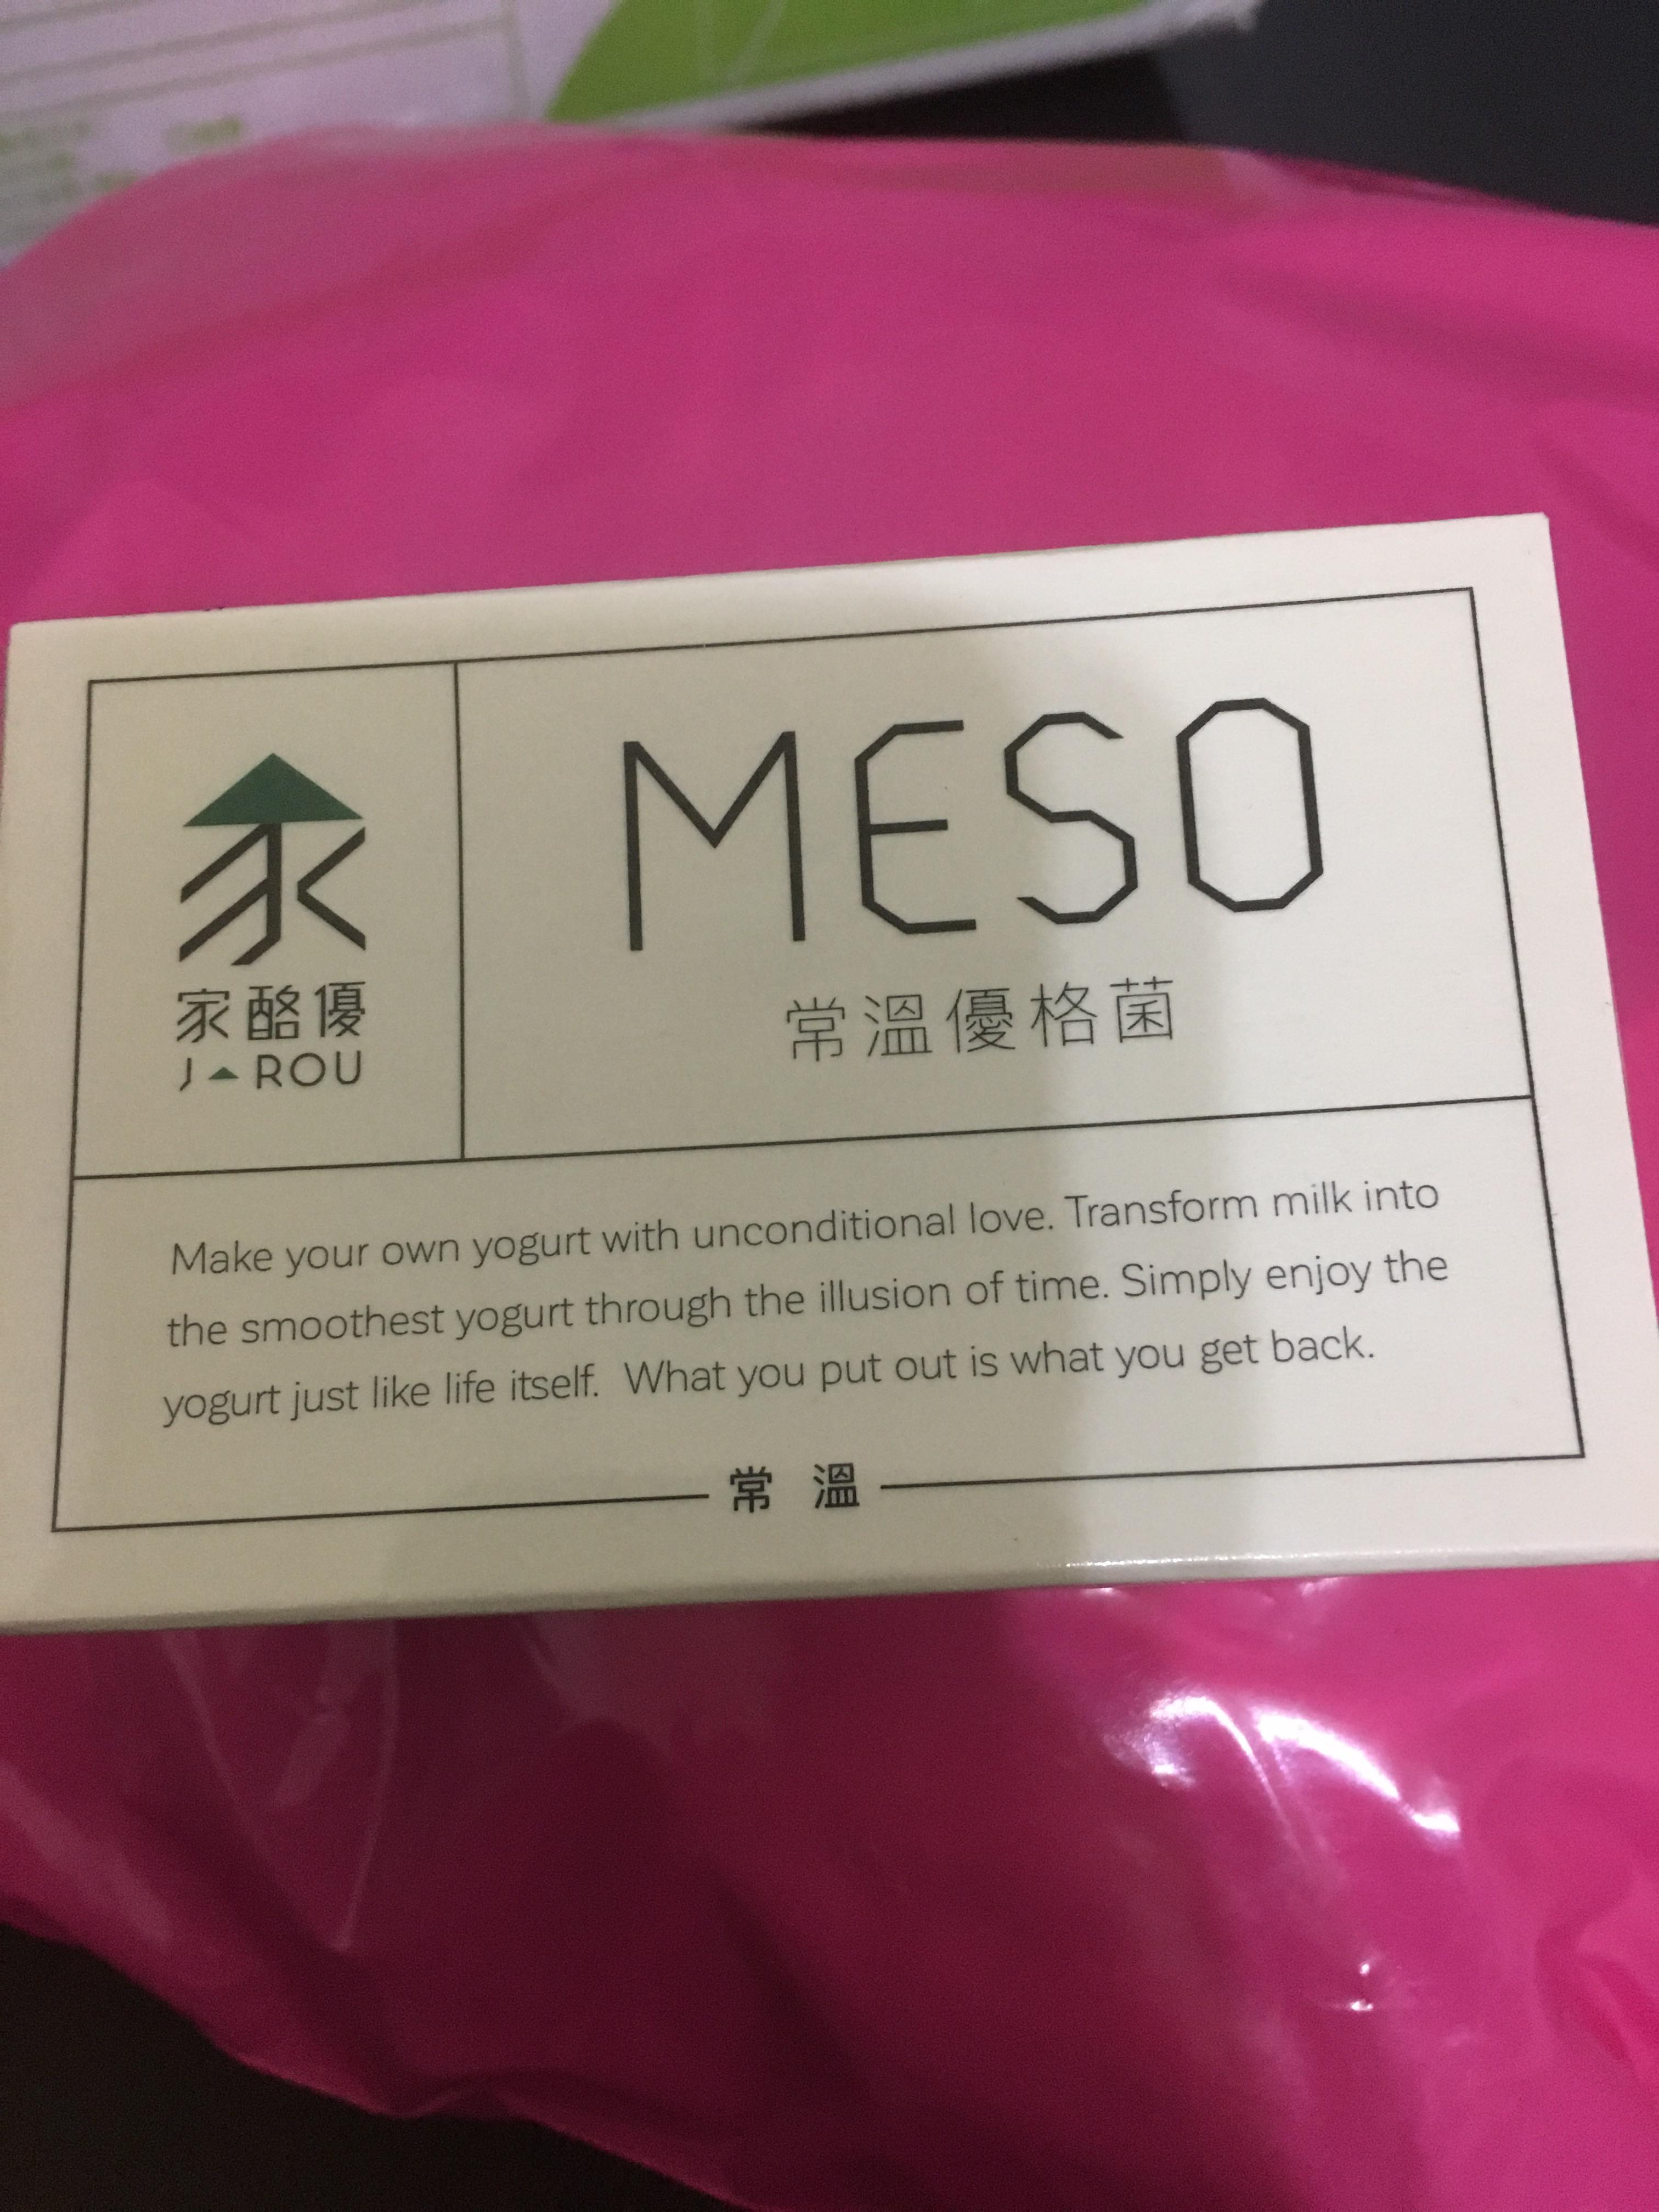 家酪優
J▲ROU
MESO
常溫優格菌
Make your own yogurt with unconditional love. Transform milk into
the smoothest yogurt through the illusion of time. Simply enjoy the
yogurt just like life itself. What you put out is what you get back.
常溫